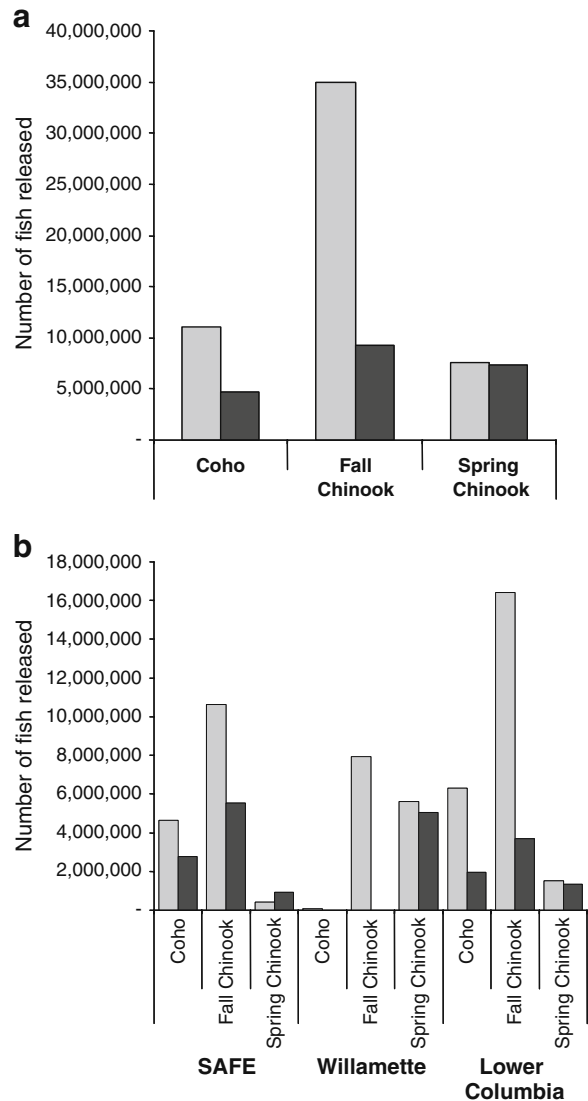 a
Number of fish released
40,000,000
35,000,000
30,000,000
25,000,000
20,000,000
15,000,000
10,000,000
5,000,000
-
Coho
Fall
Chinook
Spring
Chinook
b
Number of fish released
18,000,000
16,000,000
14,000,000
12,000,000
10,000,000
8,000,000
6,000,000
4,000,000
2,000,000
-
Coho
Fall Chinook
Spring Chinook
Coho
Fall Chinook
Spring Chinook
Coho
Fall Chinook
Spring Chinook
SAFE
Willamette
Lower
Columbia